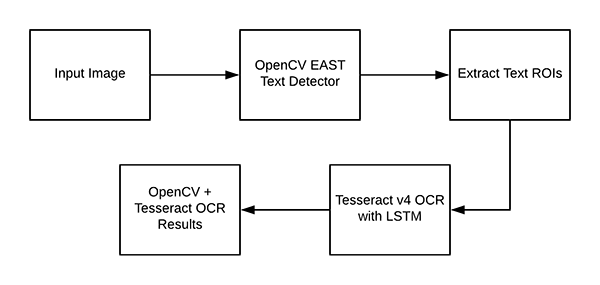 Input Image
OpenCV EAST
Text Detector
Extract Text ROIs
Tesseract v4 OCR
with LSTM
OpenCV +
Tesseract OCR
Results